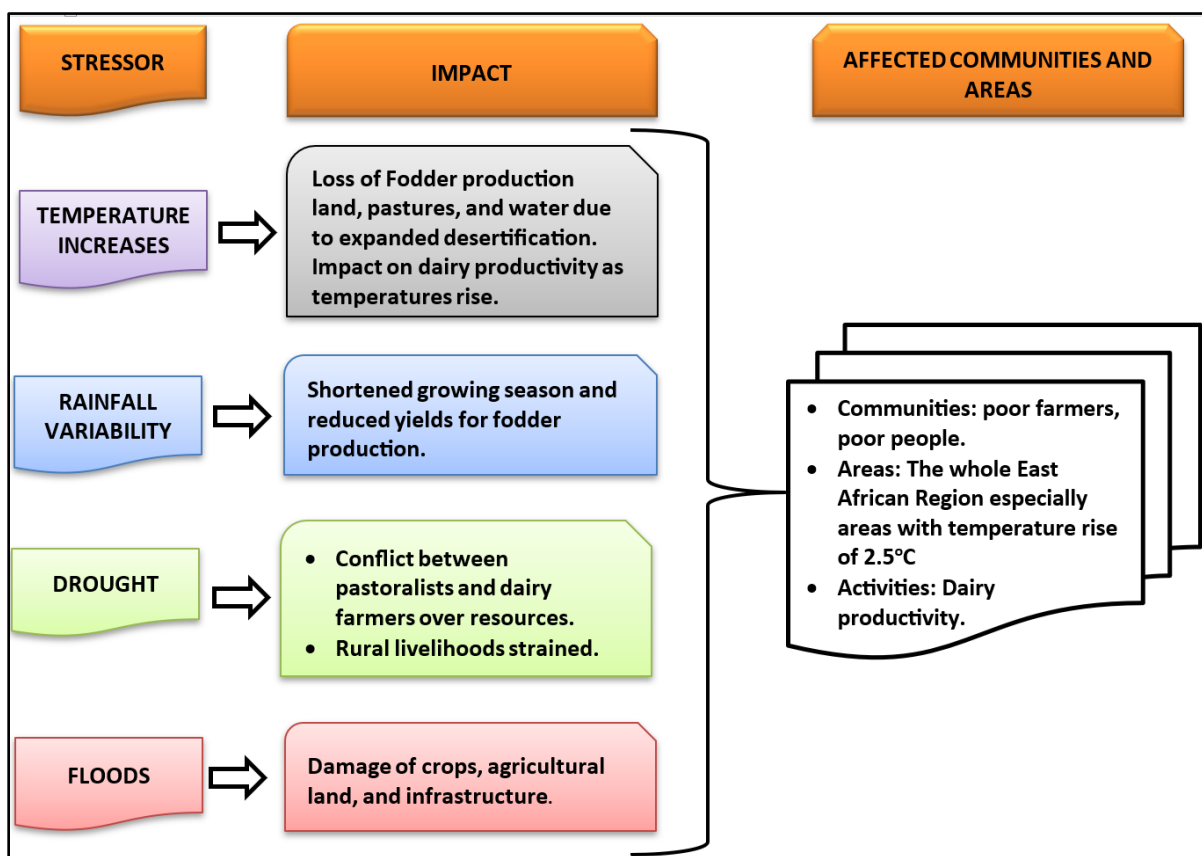 STRESSOR
IMPACT
AFFECTED COMMUNITIES AND
AREAS
TEMPERATURE
INCREASES
Loss of Fodder production
land, pastures, and water due
to expanded desertification.
Impact on dairy productivity as
temperatures rise.
RAINFALL
VARIABILITY
Shortened growing season and
reduced yields for fodder
production.
DROUGHT
• Conflict between
pastoralists and dairy
farmers over resources.
• Rural livelihoods strained.
FLOODS
Damage of crops, agricultural
land, and infrastructure.
• Communities: poor farmers,
poor people.
• Areas: The whole East
African Region especially
areas with temperature rise
of 2.5°C
• Activities: Dairy
productivity.